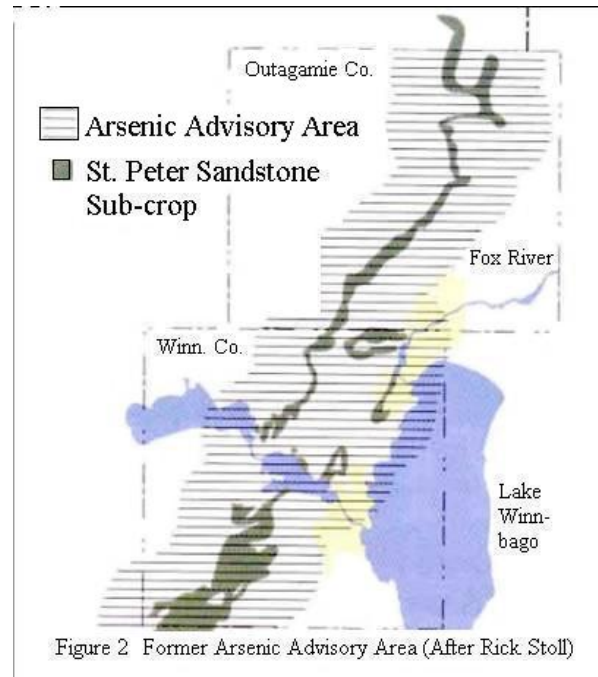 Outagamie Co.
Arsenic Advisory Area
St. Peter Sandstone
Sub-crop
Fox River
Winn. Co.
Lake
Winn-
bago
Figure 2 Former Arsenic Advisory Area (After Rick Stoll)